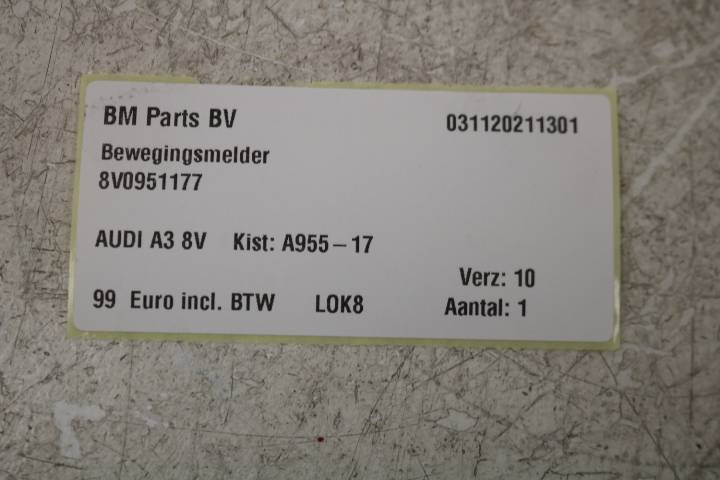 BM Parts BV 031120211301
Bewegingsmelder
8V0951177
AUDI A3 8V Kist: A955-17
Verz: 10
99 Euro incl. BTW LOK8 Aantal: 1